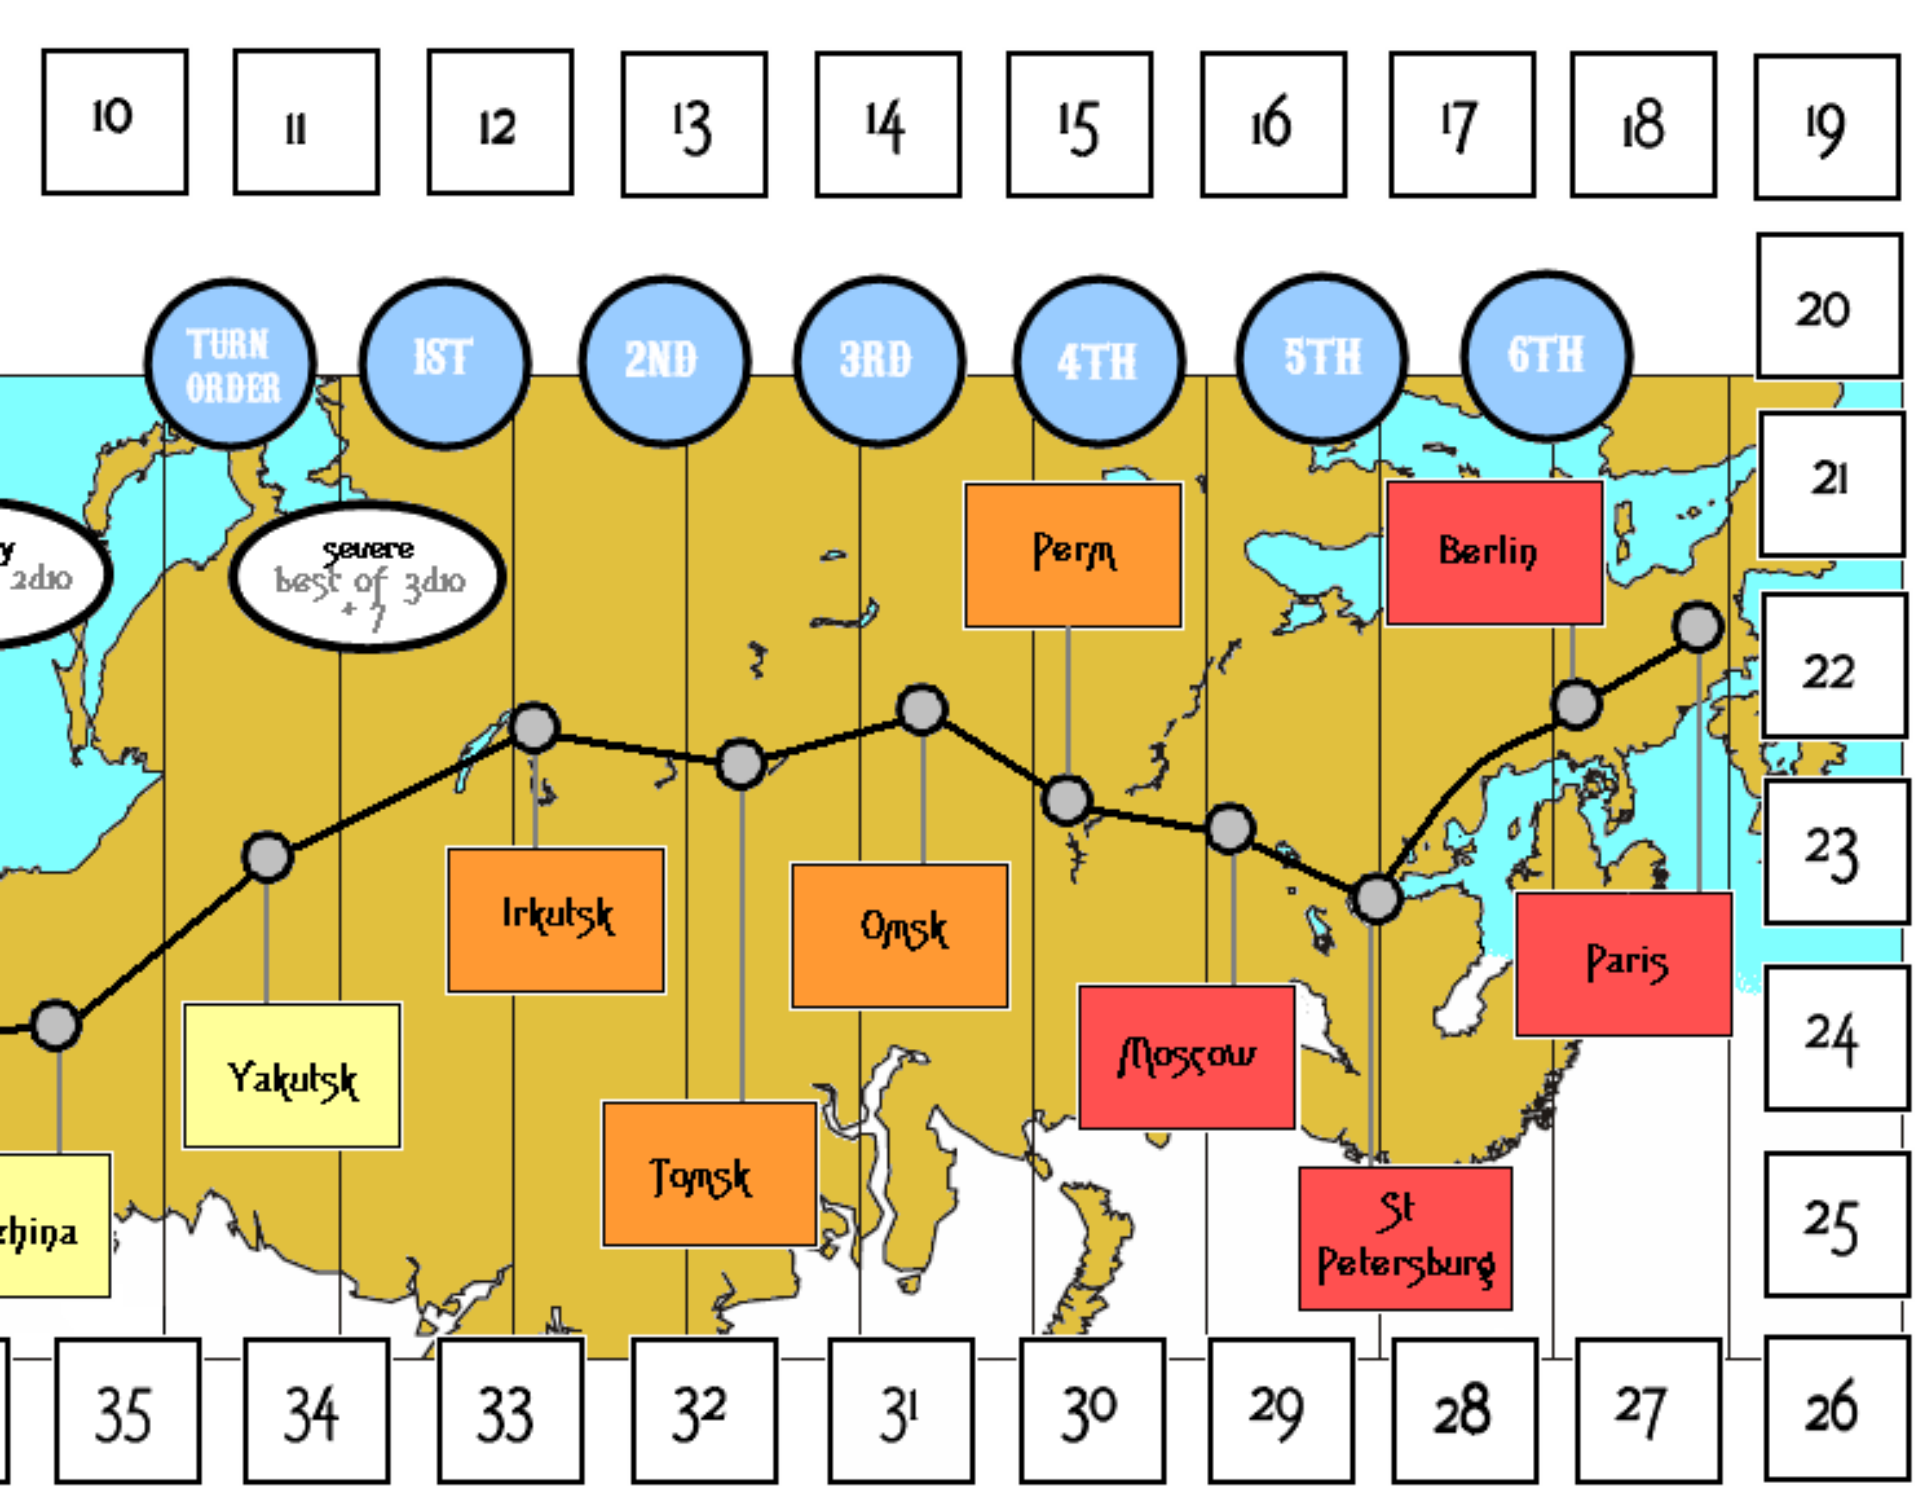 10 11 12 13 14 15 16 17 18 19
20
TURN
ORDER
1ST 2ND 3RD 4TH 5TH 6TH
21
Perm
Berlin
y
2d10
severe
best of 3d10
+ 7
22
23
Irkutsk
Omsk
Paris
24
Yakutsk
Moscow
Tomsk
St
Petersburg
25
zhina
35 34 33 32 31 30 29 28 27 26